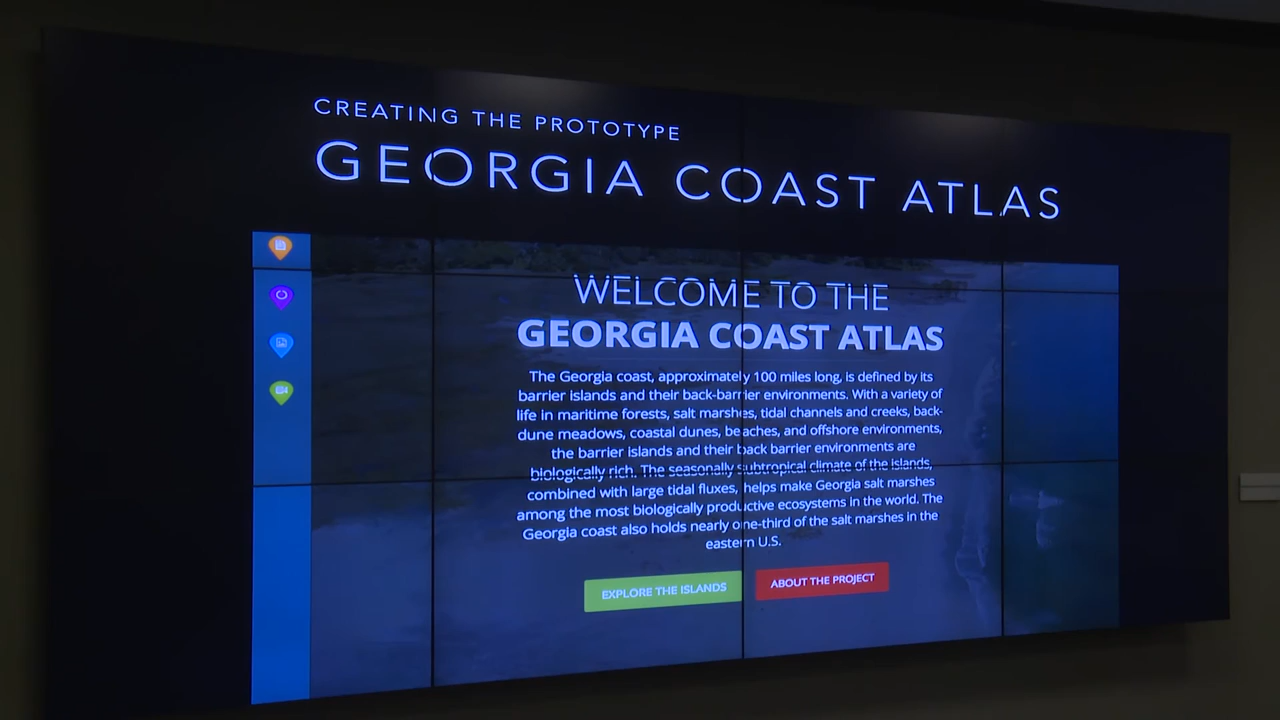 CREATING THE PROTOTYPE
GEORGIA COAST ATLAS
WELCOME TO THE
GEORGIA COAST ATLAS
The Georgia coast, approximately 100 miles long, is defined by its
barrier islands and their back-barrier environments. With a variety of
life in maritime forests, salt marshes, tidal channels and creeks, back-
dune meadows, coastal dunes, beaches, and offshore environments,
the barrier islands and their back barrier environments are
biologically rich. The seasonally subtropical climate of the islands,
combined with large tidal fluxes, helps make Georgia salt marshes
among the most biologically productive ecosystems in the world. The
Georgia coast also holds nearly one-third of the salt marshes in the
eastern U.S.
EXPLORE THE ISLANDS
ABOUT THE PROJECT